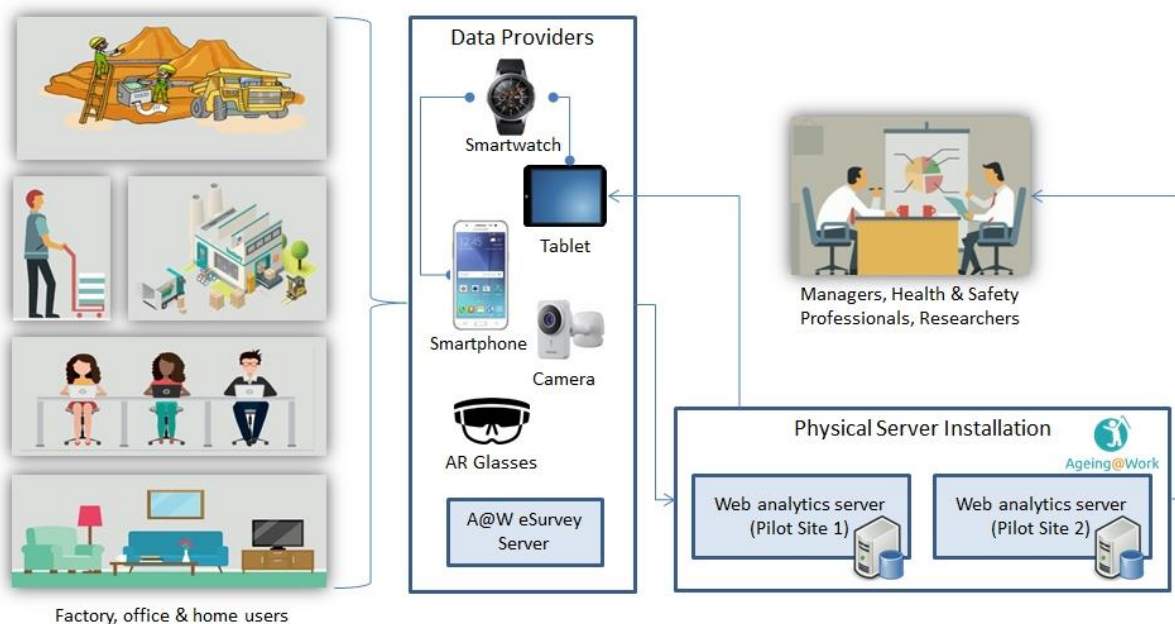 Data Providers
Smartwatch
Tablet
Smartphone
Camera
AR Glasses
A@W eSurvey
Server
Factory, office & home users
Managers, Health & Safety
Professionals, Researchers
Physical Server Installation
Ageing@Work
Web analytics server
(Pilot Site 1)
Web analytics server
(Pilot Site 2)